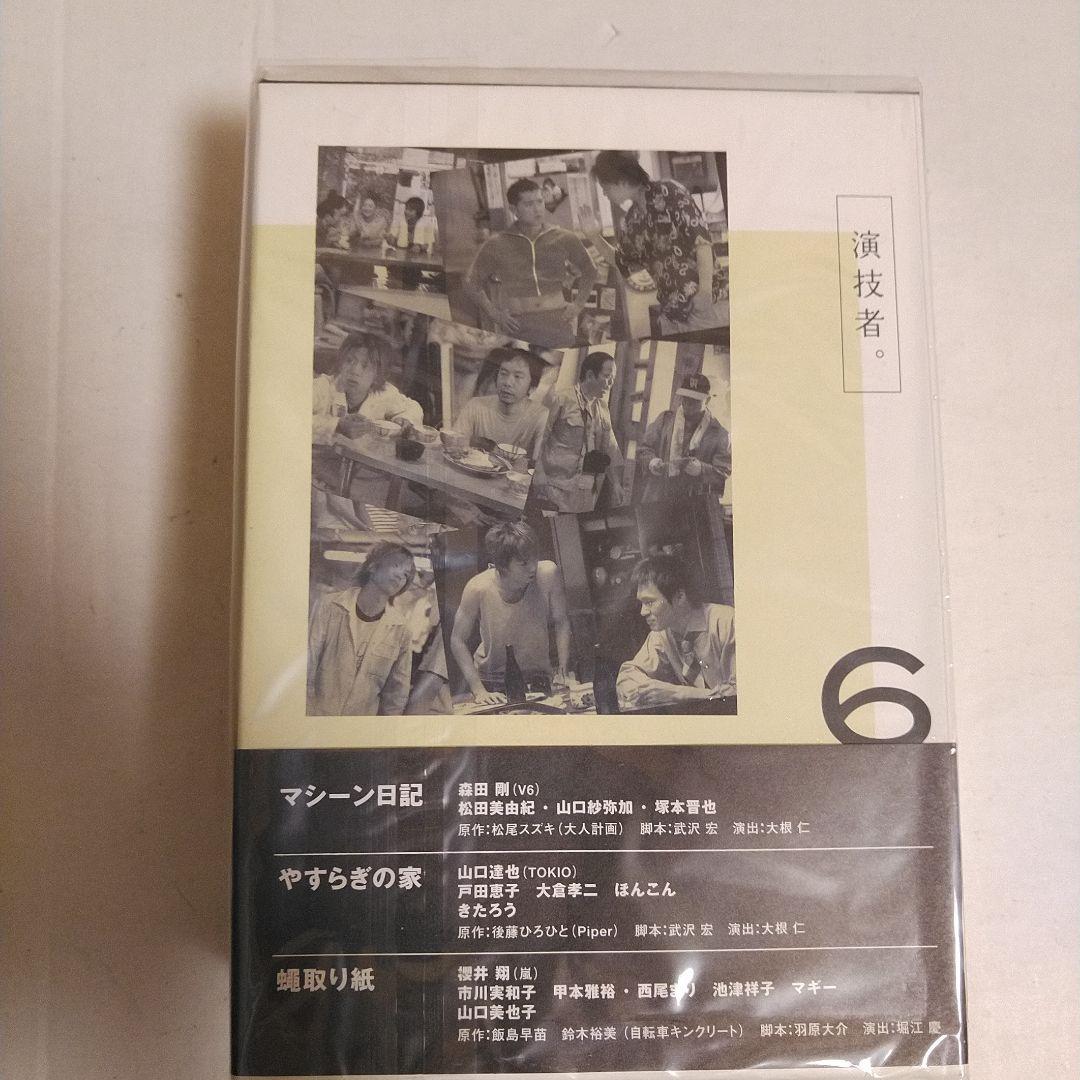 演技者。
6
マシーン日記
森田 剛(V6)
松田美由紀・山口紗弥加・塚本晋也
原作:松尾スズキ(大人計画) 脚本:武沢 宏 演出:大根 仁
やすらぎの家
山口達也(TOKIO)
戸田恵子 大倉孝二 ほんこん
きたろう
原作:後藤ひろひと(Piper) 脚本:武沢 宏 演出:大根 仁
蠅取り紙
櫻井 翔(嵐)
市川実和子 甲本雅裕・西尾まり 池津祥子 マギー
山口美也子
原作:飯島早苗 鈴木裕美(自転車キンクリート) 脚本:羽原大介 演出:堀江 慶